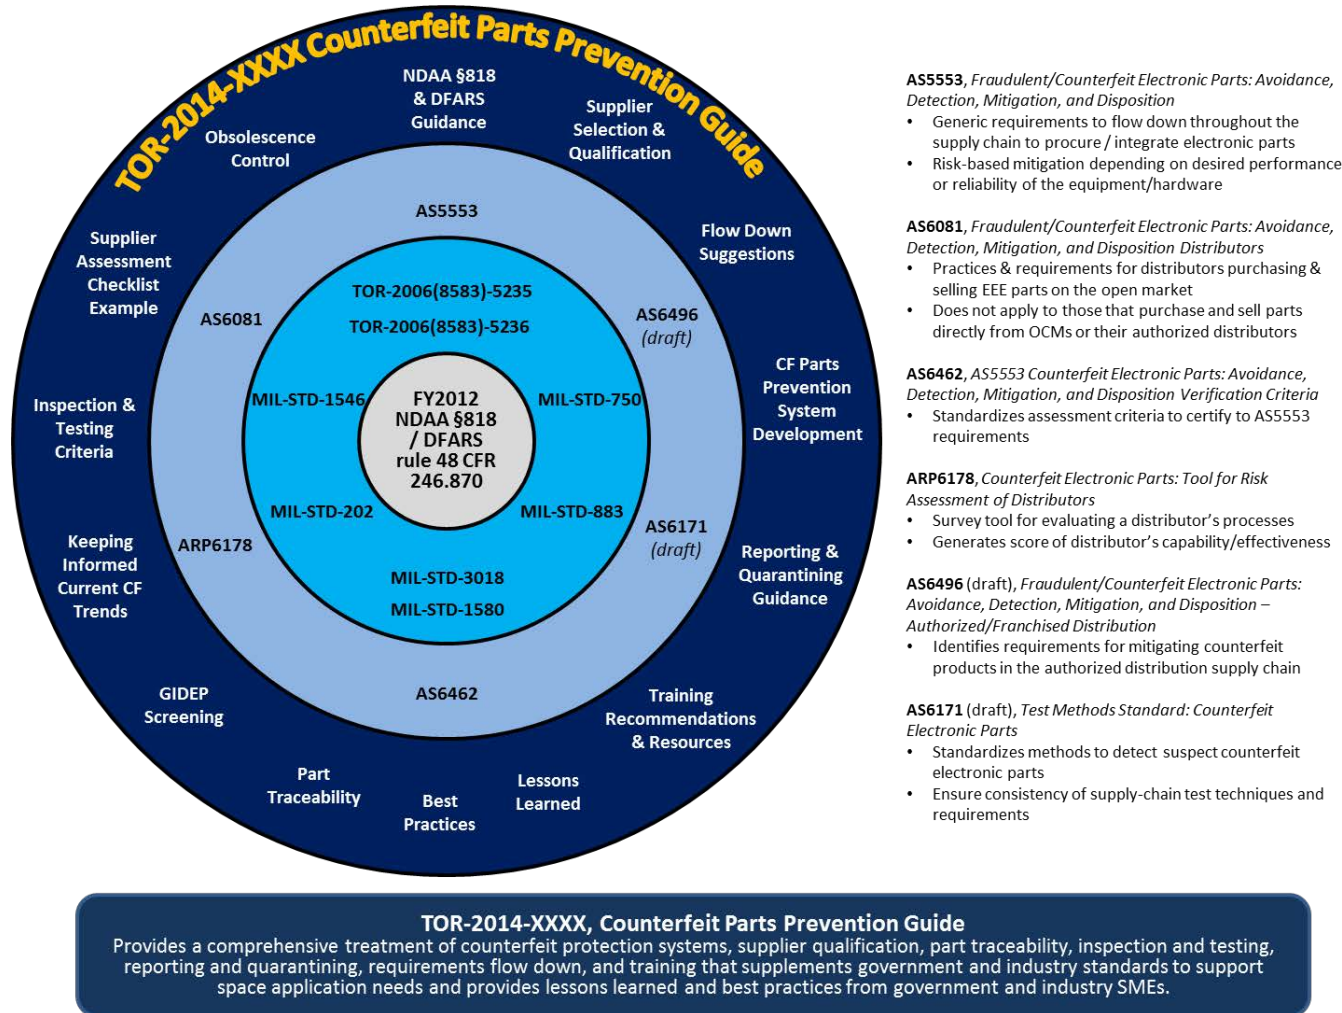 TOR-2014-XXXX Counterfeit Parts Prevention Guide
NDAA §818
& DFARS
Guidance
Supplier
Selection &
Qualification
Flow Down
Suggestions
CF Parts
Prevention
System
Development
Reporting &
Quarantining
Guidance
Training
Recommendations
& Resources
Lessons
Learned
Best
Practices
Part
Traceability
GIDEP
Screening
Keeping
Informed
Current CF
Trends
Inspection &
Testing
Criteria
Supplier
Assessment
Checklist
Example
Obsolescence
Control
AS5553
AS6496
(draft)
AS6171
(draft)
AS6462
ARP6178
AS6081
TOR-2006(8583)-5235
TOR-2006(8583)-5236
MIL-STD-1546
MIL-STD-750
MIL-STD-202
MIL-STD-883
MIL-STD-3018
MIL-STD-1580
FY2012
NDAA §818
/ DFARS
rule 48 CFR
246.870
AS5553, Fraudulent/Counterfeit Electronic Parts: Avoidance,
Detection, Mitigation, and Disposition
• Generic requirements to flow down throughout the
supply chain to procure / integrate electronic parts
• Risk-based mitigation depending on desired performance
or reliability of the equipment/hardware
AS6081, Fraudulent/Counterfeit Electronic Parts: Avoidance,
Detection, Mitigation, and Disposition Distributors
• Practices & requirements for distributors purchasing &
selling EEE parts on the open market
• Does not apply to those that purchase and sell parts
directly from OCMs or their authorized distributors
AS6462, AS5553 Counterfeit Electronic Parts: Avoidance,
Detection, Mitigation, and Disposition Verification Criteria
• Standardizes assessment criteria to certify to AS5553
requirements
ARP6178, Counterfeit Electronic Parts: Tool for Risk
Assessment of Distributors
• Survey tool for evaluating a distributor's processes
• Generates score of distributor's capability/effectiveness
AS6496 (draft), Fraudulent/Counterfeit Electronic Parts:
Avoidance, Detection, Mitigation, and Disposition –
Authorized/Franchised Distribution
• Identifies requirements for mitigating counterfeit
products in the authorized distribution supply chain
AS6171 (draft), Test Methods Standard: Counterfeit
Electronic Parts
• Standardizes methods to detect suspect counterfeit
electronic parts
• Ensure consistency of supply-chain test techniques and
requirements
TOR-2014-XXXX, Counterfeit Parts Prevention Guide
Provides a comprehensive treatment of counterfeit protection systems, supplier qualification, part traceability, inspection and testing,
reporting and quarantining, requirements flow down, and training that supplements government and industry standards to support
space application needs and provides lessons learned and best practices from government and industry SMEs.